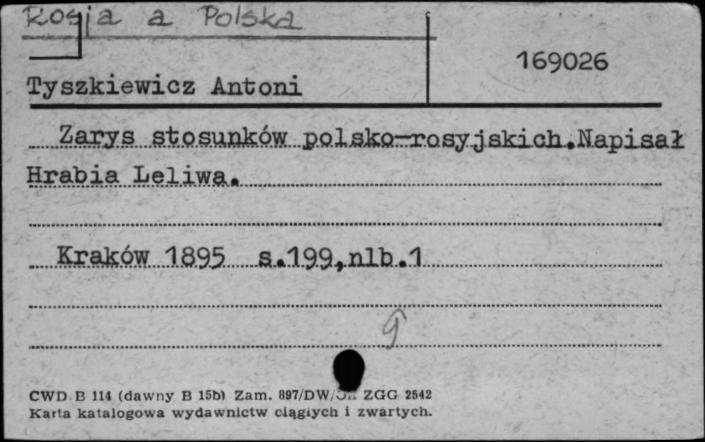 Rosja a Polska
169026
Tyszkiewicz Antoni
Zarys stosunków polsko-rosyjskich.Napisał
Hrabia Leliwa.
Kraków 1895 s.199,nlb.1
9
CWD B 114 (dawny B 15b) Zam. 897/DW/ ZGG 2542
Karta katalogowa wydawnictw ciągłych i zwartych.